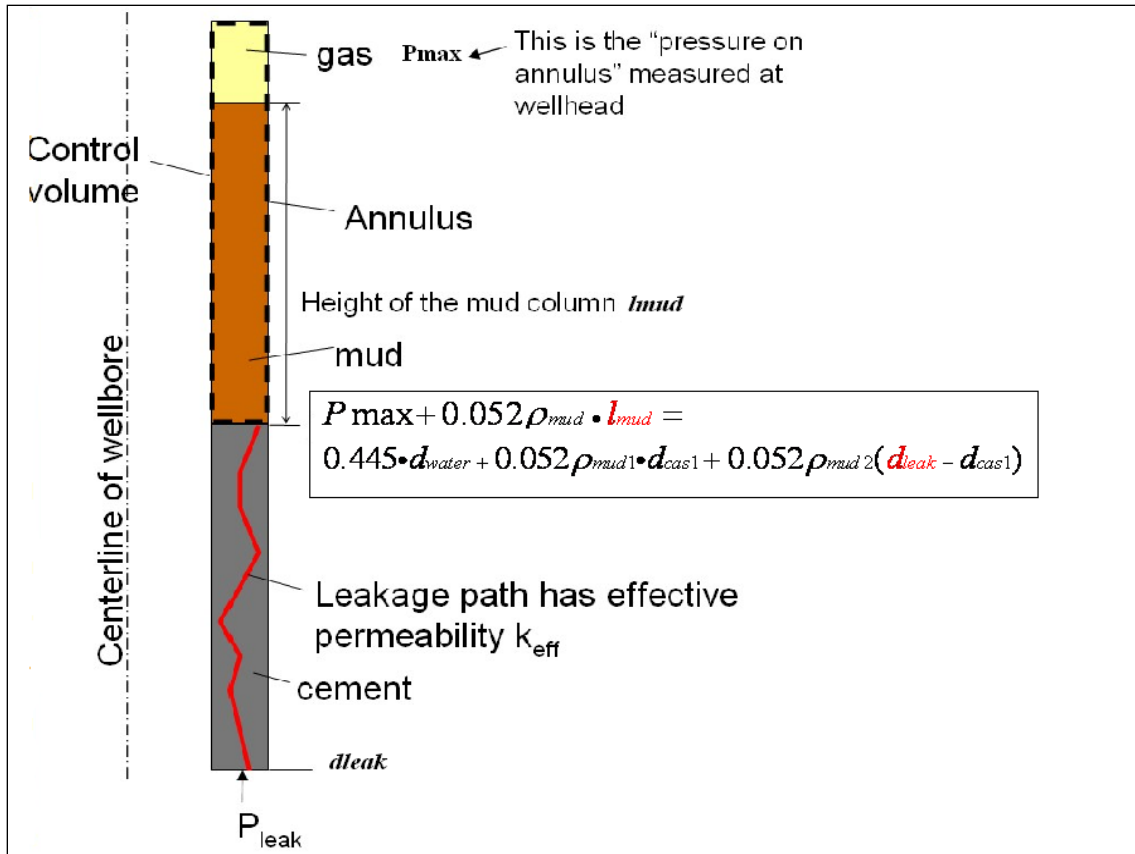 gas
Pmax
This is the “pressure on
annulus” measured at
wellhead
Control
volume
Annulus
Height of the mud column lmud
mud
Centerline of wellbore
P max + 0.052ρmud • lmud =
0.445•dwater + 0.052ρmud1•dcas1 + 0.052ρmud 2(dleak − dcas1)
Leakage path has effective
permeability keff
cement
dleak
Pleak